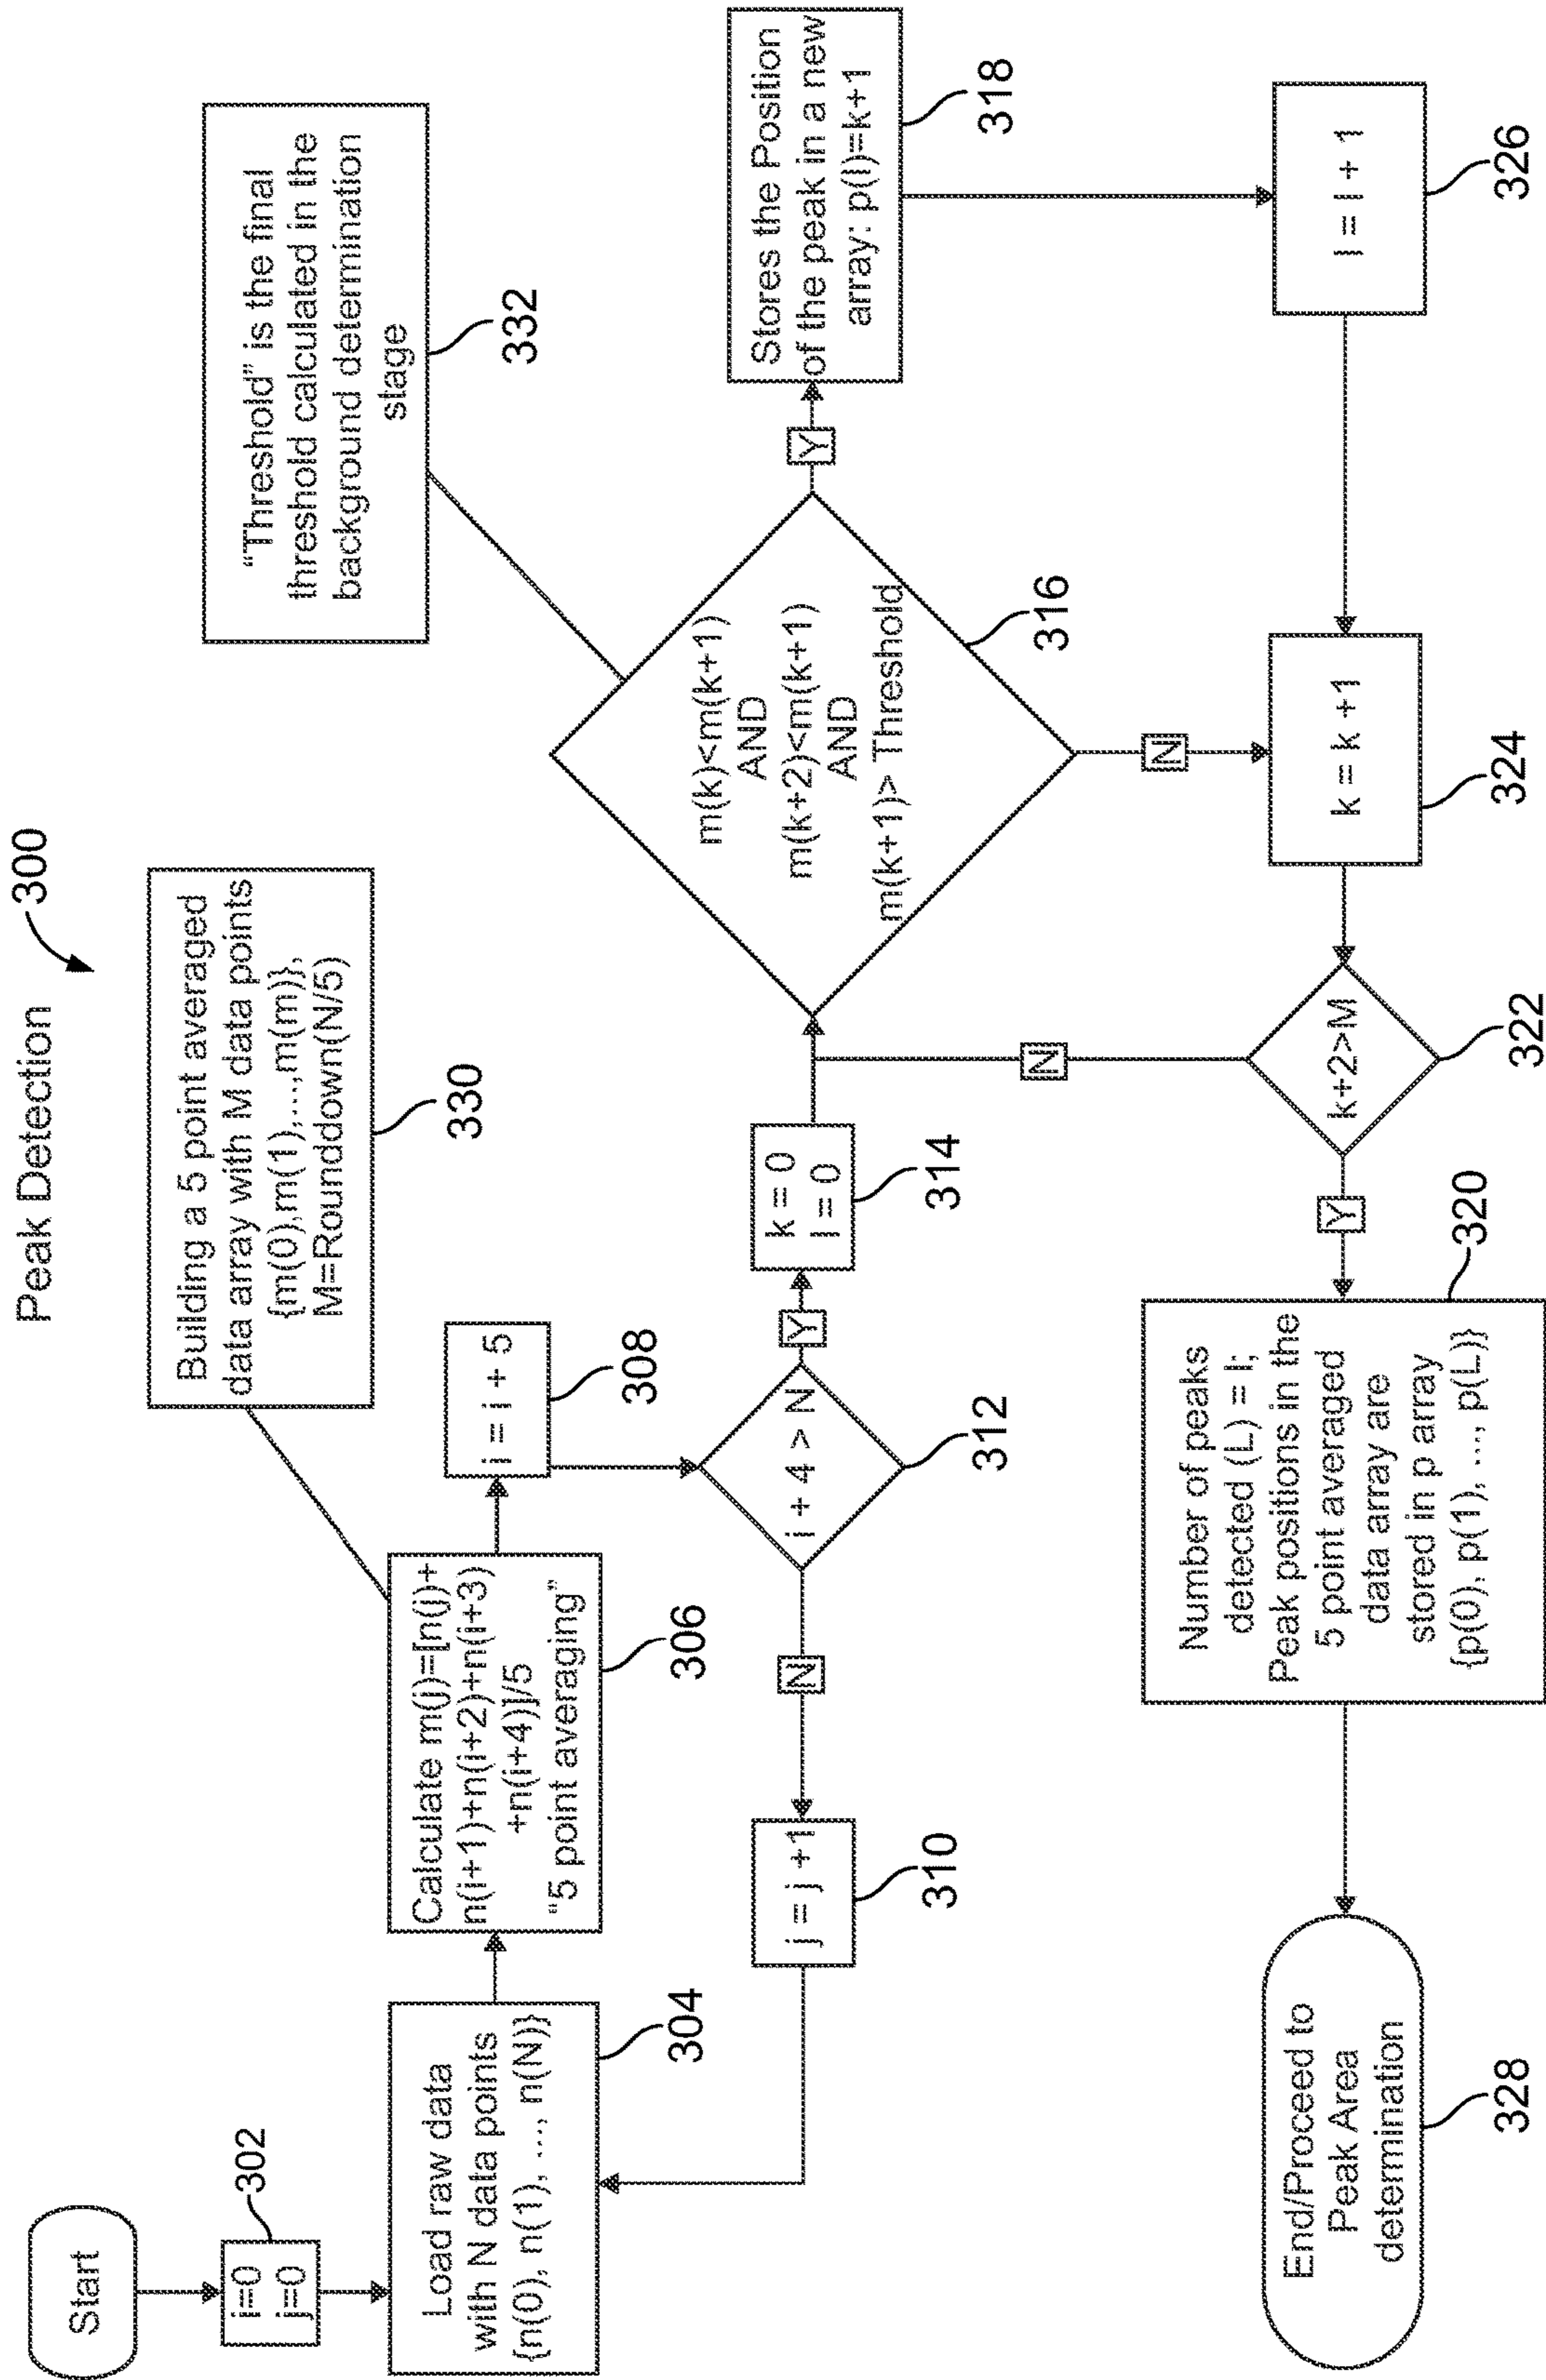 Peak Detection
300
Start
i=0
j=0
302
Load raw data
with N data points
{n(0), n(1), ..., n(N)}
304
Calculate m(j)=[n(i)+
n(i+1)+n(i+2)+n(i+3)
+n(i+4)]/5
"5 point averaging"
306
Building a 5 point averaged
data array with M data points
{m(0),m(1),...,m(m)},
M=Rounddown(N/5)
330
i = i + 5
308
i + 4 > N
312
N
Y
j = j +1
310
k = 0
l = 0
314
m(k)<m(k+1)
AND
m(k+2)<m(k+1)
AND
m(k+1)> Threshold
316
"Threshold" is the final
threshold calculated in the
background determination
stage
332
Y
N
Stores the Position
of the peak in a new
array: p(l)=k+1
318
l = l + 1
326
k = k +1
324
k+2>M
322
N
Y
Number of peaks
detected (L) = l;
Peak positions in the
5 point averaged
data array are
stored in p array
{p(0), p(1), ..., p(L)}
320
End/Proceed to
Peak Area
determination
328